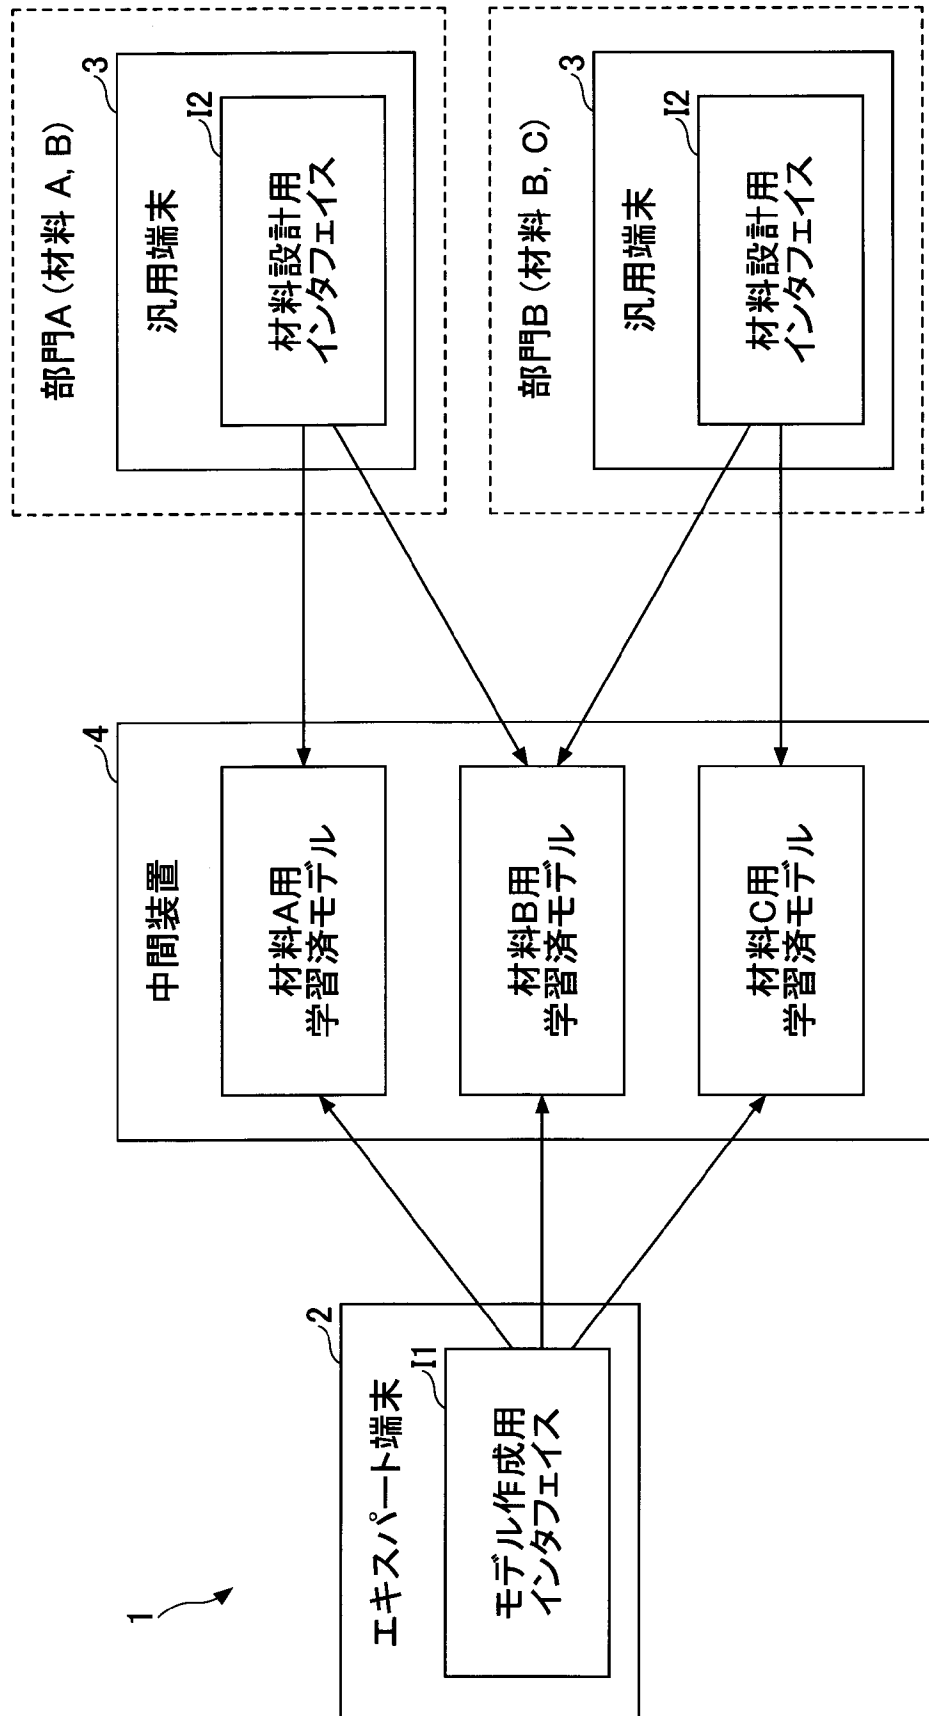 1
エキスパート端末
2
モデル作成用
インタフェイス
I1
中間装置
4
材料A用
学習済モデル
材料B用
学習済モデル
材料C用
学習済モデル
部門A(材料 A, B)
汎用端末
3
材料設計用
インタフェイス
I2
部門B(材料 B, C)
汎用端末
3
材料設計用
インタフェイス
I2